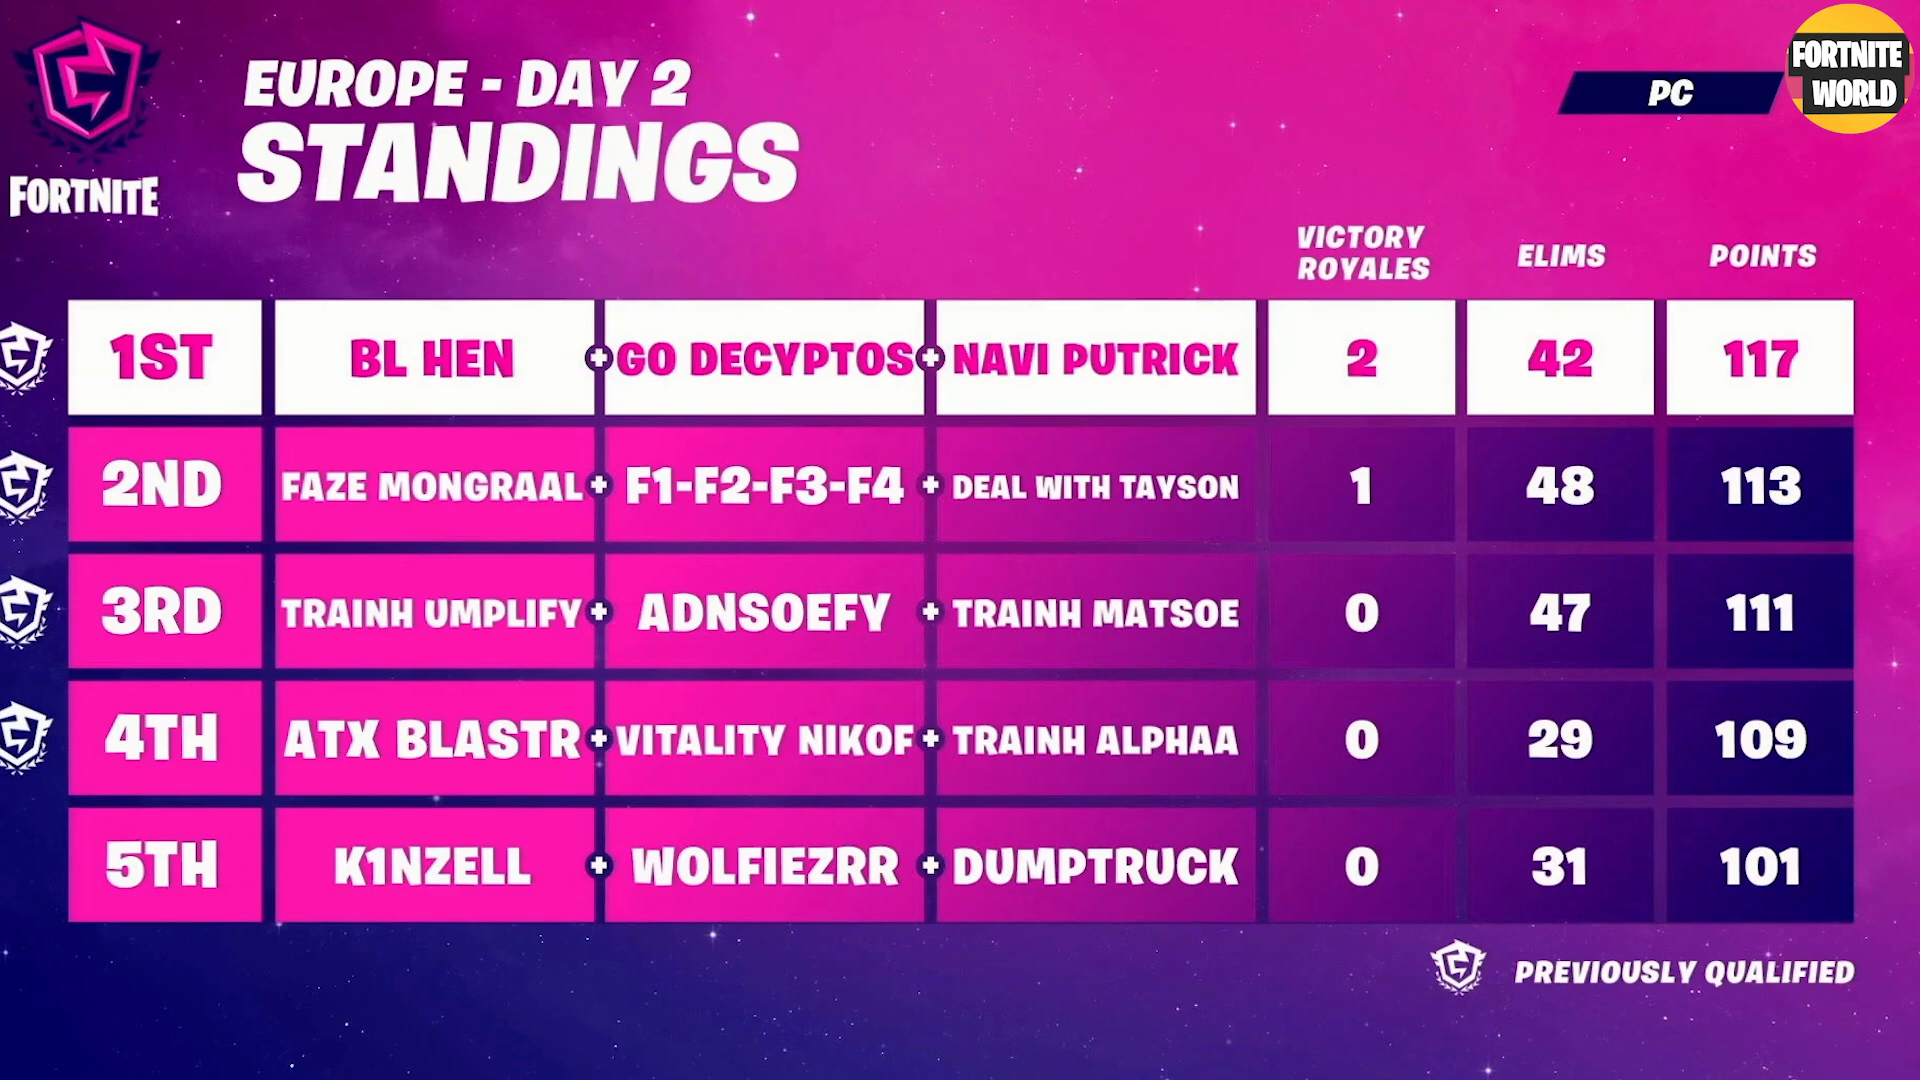 EUROPE - DAY 2
STANDINGS
FORTNITE
PC
FORTNITE
WORLD
VICTORY
ROYALES
ELIMS
POINTS
1ST BL HEN + GO DECYPTOS + NAVI PUTRICK 2 42 117
2ND FAZE MONGRAAL + F1-F2-F3-F4 + DEAL WITH TAYSON 1 48 113
3RD TRAINH UMPLIFY + ADNSOEFY + TRAINH MATSOE 0 47 111
4TH ATX BLASTR + VITALITY NIKOF + TRAINH ALPHAA 0 29 109
5TH K1NZELL + WOLFIEZRR + DUMPTRUCK 0 31 101
PREVIOUSLY QUALIFIED